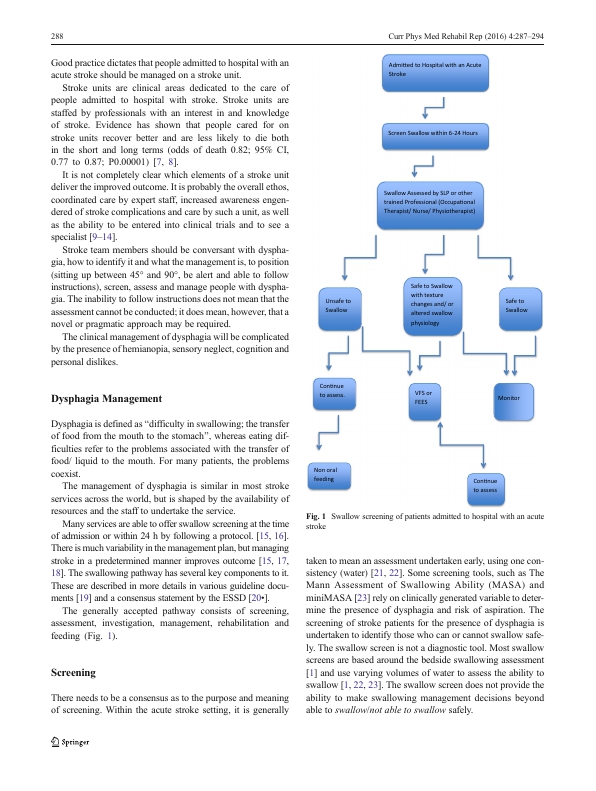 288
Curr Phys Med Rehabil Rep (2016) 4:287–294
Good practice dictates that people admitted to hospital with an
acute stroke should be managed on a stroke unit.
Stroke units are clinical areas dedicated to the care of
people admitted to hospital with stroke. Stroke units are
staffed by professionals with an interest in and knowledge
of stroke. Evidence has shown that people cared for on
stroke units recover better and are less likely to die both
in the short and long terms (odds of death 0.82; 95% CI,
0.77 to 0.87; P0.00001) [7, 8].
It is not completely clear which elements of a stroke unit
deliver the improved outcome. It is probably the overall ethos,
coordinated care by expert staff, increased awareness engen-
dered of stroke complications and care by such a unit, as well
as the ability to be entered into clinical trials and to see a
specialist [9–14].
Stroke team members should be conversant with dyspha-
gia, how to identify it and what the management is, to position
(sitting up between 45° and 90°, be alert and able to follow
instructions), screen, assess and manage people with dyspha-
gia. The inability to follow instructions does not mean that the
assessment cannot be conducted; it does mean, however, that a
novel or pragmatic approach may be required.
The clinical management of dysphagia will be complicated
by the presence of hemianopia, sensory neglect, cognition and
personal dislikes.
Dysphagia Management
Dysphagia is defined as “difficulty in swallowing; the transfer
of food from the mouth to the stomach”, whereas eating dif-
ficulties refer to the problems associated with the transfer of
food/ liquid to the mouth. For many patients, the problems
coexist.
The management of dysphagia is similar in most stroke
services across the world, but is shaped by the availability of
resources and the staff to undertake the service.
Many services are able to offer swallow screening at the time
of admission or within 24 h by following a protocol. [15, 16].
There is much variability in the management plan, but managing
stroke in a predetermined manner improves outcome [15, 17,
18]. The swallowing pathway has several key components to it.
These are described in more details in various guideline docu-
ments [19] and a consensus statement by the ESSD [20•].
The generally accepted pathway consists of screening,
assessment, investigation, management, rehabilitation and
feeding (Fig. 1).
Screening
There needs to be a consensus as to the purpose and meaning
of screening. Within the acute stroke setting, it is generally
Admitted to Hospital with an Acute
Stroke
Screen Swallow within 6-24 Hours
Swallow Assessed by SLP or other
trained Professional (Occupational
Therapist/ Nurse/ Physiotherapist)
Unsafe to
Swallow
Safe to Swallow
with texture
changes and/ or
altered swallow
physiology
Safe to
Swallow
Continue
to assess.
VFS or
FEES
Monitor
Non oral
feeding
Continue
to assess
Fig. 1 Swallow screening of patients admitted to hospital with an acute
stroke
taken to mean an assessment undertaken early, using one con-
sistency (water) [21, 22]. Some screening tools, such as The
Mann Assessment of Swallowing Ability (MASA) and
miniMASA [23] rely on clinically generated variable to deter-
mine the presence of dysphagia and risk of aspiration. The
screening of stroke patients for the presence of dysphagia is
undertaken to identify those who can or cannot swallow safe-
ly. The swallow screen is not a diagnostic tool. Most swallow
screens are based around the bedside swallowing assessment
[1] and use varying volumes of water to assess the ability to
swallow [1, 22, 23]. The swallow screen does not provide the
ability to make swallowing management decisions beyond
able to swallow/not able to swallow safely.
Springer